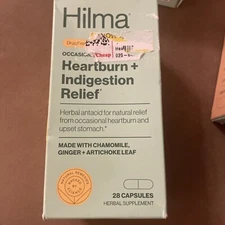 Hilma
OCCASIONAL
Heartburn +
Indigestion
Relief*
Herbal antacid for natural relief
from occasional heartburn and
upset stomach.*
MADE WITH CHAMOMILE,
GINGER + ARTICHOKE LEAF
28 CAPSULES
HERBAL SUPPLEMENT